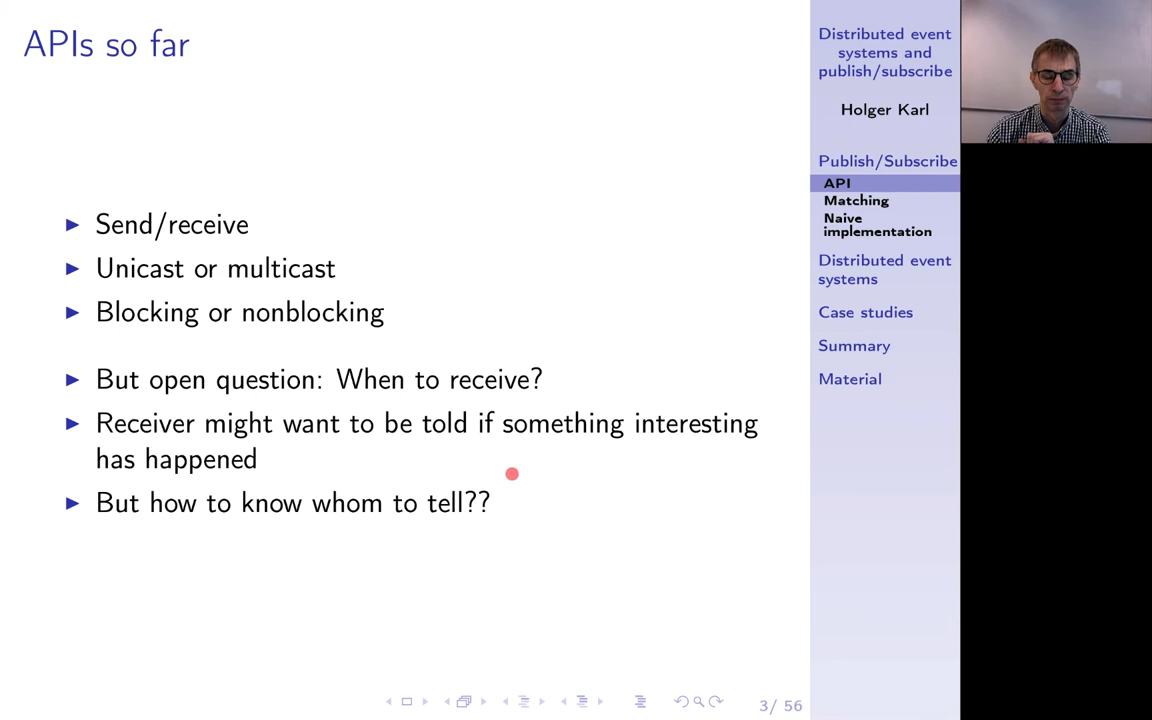 APIs so far
Send/receive
Unicast or multicast
Blocking or nonblocking
But open question: When to receive?
Receiver might want to be told if something interesting
has happened
But how to know whom to tell??
3/ 56
Distributed event
systems and
publish/subscribe
Holger Karl
Publish/Subscribe
API
Matching
Naive
implementation
Distributed event
systems
Case studies
Summary
Material